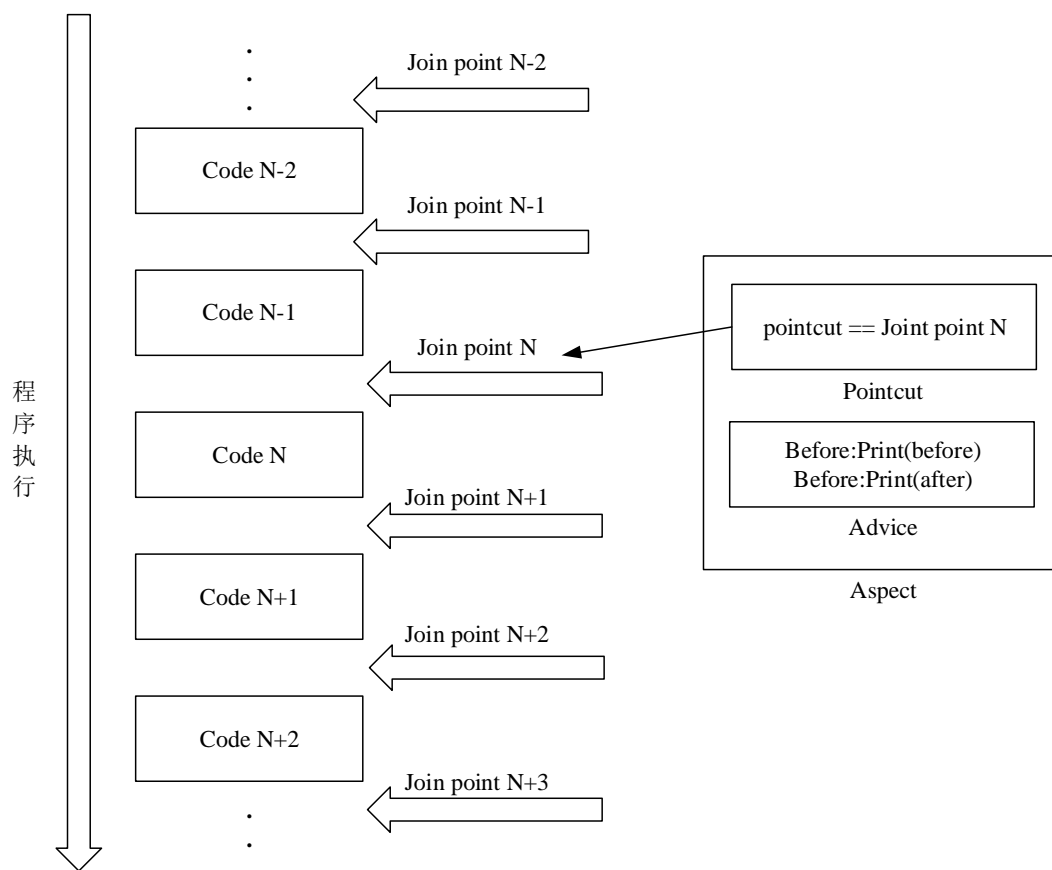 程序执行
Join point N-2
Code N-2
Join point N-1
Code N-1
Join point N
Code N
Join point N+1
Code N+1
Join point N+2
Code N+2
Join point N+3
pointcut == Joint point N
Pointcut
Before:Print(before)
Before:Print(after)
Advice
Aspect